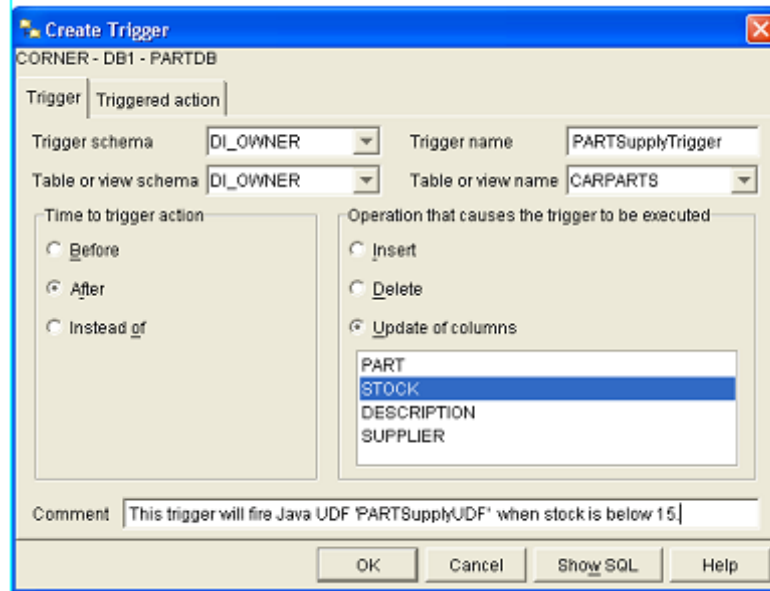 Create Trigger
CORNER - DB1 - PARTDB
Trigger Triggered action
Trigger schema DI_OWNER Trigger name PARTSupplyTrigger
Table or view schema DI_OWNER Table or view name CARPARTS
Time to trigger action
Before
After
Instead of
Operation that causes the trigger to be executed
Insert
Delete
Update of columns
PART
STOCK
DESCRIPTION
SUPPLIER
Comment This trigger will fire Java UDF 'PARTSupplyUDF' when stock is below 15.
OK Cancel Show SQL Help